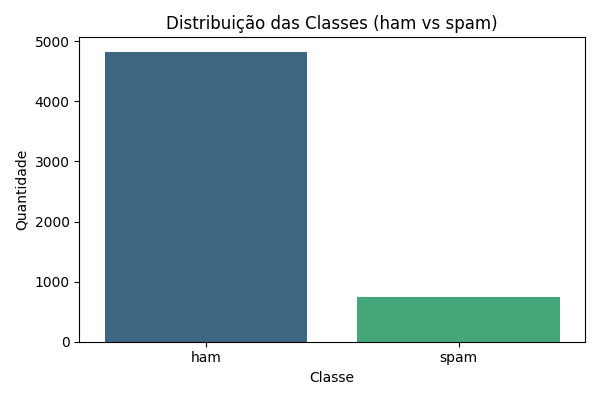 Distribuição das Classes (ham vs spam)
Quantidade
5000
4000
3000
2000
1000
0
ham
spam
Classe